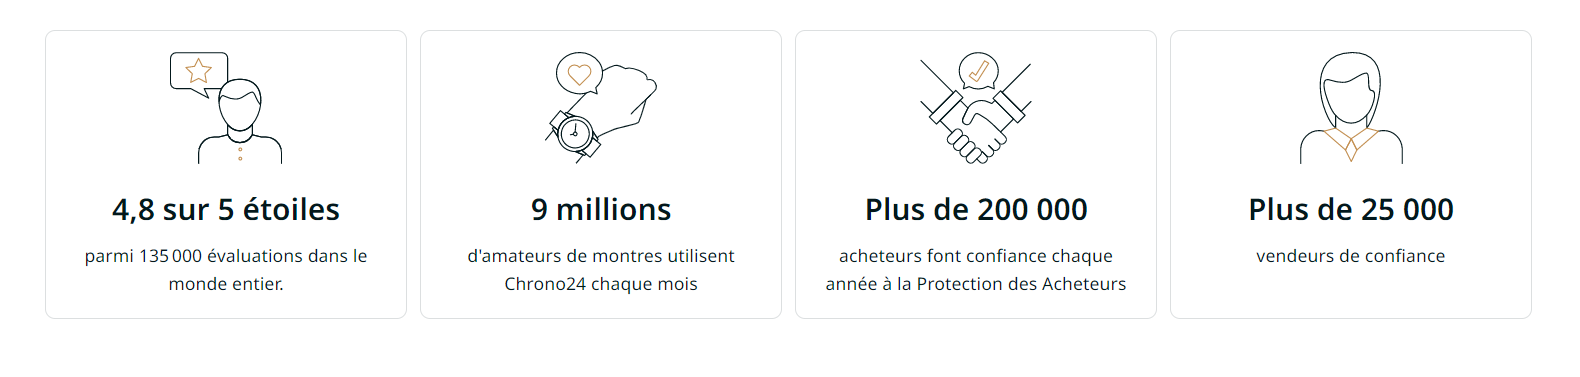 4,8 sur 5 étoiles
parmi 135 000 évaluations dans le
monde entier.
9 millions
d'amateurs de montres utilisent
Chrono24 chaque mois
Plus de 200 000
acheteurs font confiance chaque
année à la Protection des Acheteurs
Plus de 25 000
vendeurs de confiance